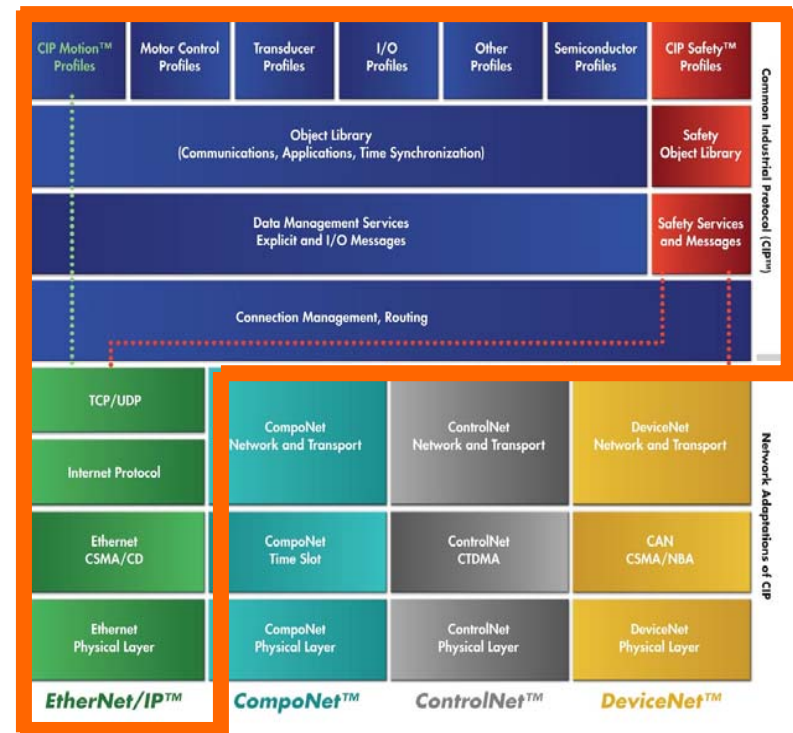 CIP Motion™
Profiles
Motor Control
Profiles
Transducer
Profiles
I/O
Profiles
Other
Profiles
Semiconductor
Profiles
CIP Safety™
Profiles
Object Library
(Communications, Applications, Time Synchronization)
Safety
Object Library
Data Management Services
Explicit and I/O Messages
Safety Services
and Messages
Connection Management, Routing
Common Industrial Protocol (CIP™)
TCP/UDP
Internet Protocol
CompoNet
Network and Transport
ControlNet
Network and Transport
DeviceNet
Network and Transport
Ethernet
CSMA/CD
CompoNet
Time Slot
ControlNet
CTDMA
CAN
CSMA/NBA
Ethernet
Physical Layer
CompoNet
Physical Layer
ControlNet
Physical Layer
DeviceNet
Physical Layer
Network Adaptations of CIP
EtherNet/IP™
CompoNet™
ControlNet™
DeviceNet™